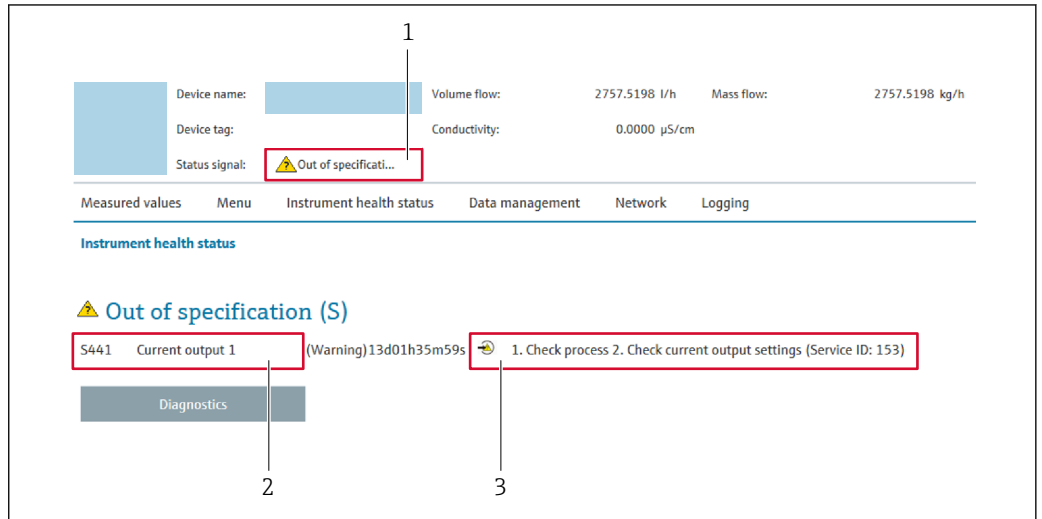 1
Device name: Volume flow: 2757.5198 l/h Mass flow: 2757.5198 kg/h
Device tag: Conductivity: 0.0000 µS/cm
Status signal: Out of specificati...
Measured values Menu Instrument health status Data management Network Logging
Instrument health status
Out of specification (S)
S441 Current output 1 (Warning)13d01h35m59s 1. Check process 2. Check current output settings (Service ID: 153)
Diagnostics
2 3